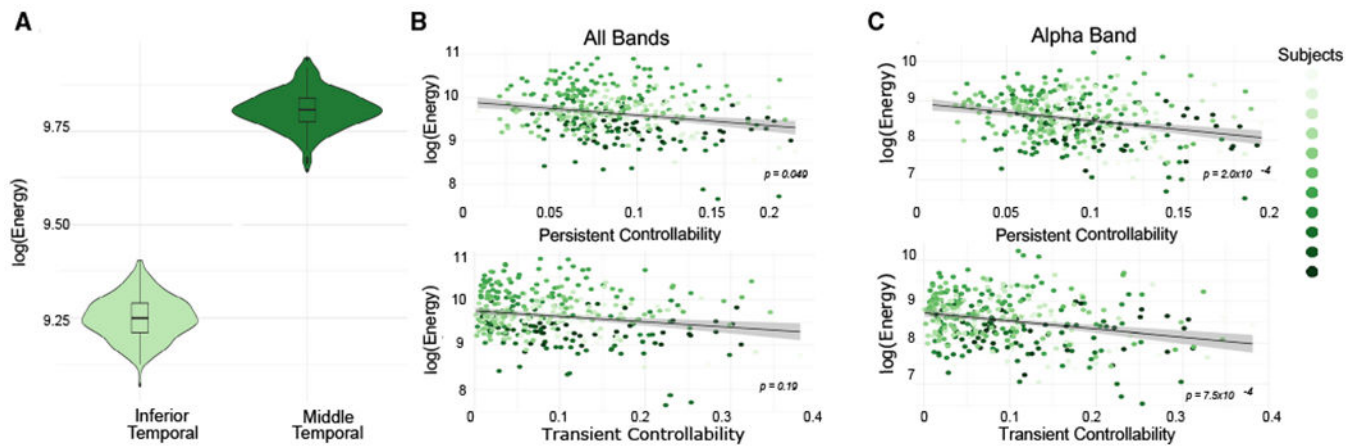 A
log(Energy)
9.75
9.50
9.25
Inferior
Temporal
Middle
Temporal
B
All Bands
log(Energy)
11
10
9
8
p = 0.049
0
0.05
0.1
0.15
0.2
Persistent Controllability
log(Energy)
11
10
9
8
p = 0.19
0
0.1
0.2
0.3
0.4
Transient Controllability
C
Alpha Band
log(Energy)
10
9
8
7
p = 2.0x10 -4
0
0.05
0.1
0.15
0.2
Persistent Controllability
log(Energy)
10
9
8
7
p = 7.5x10 -4
0
0.1
0.2
0.3
0.4
Transient Controllability
Subjects